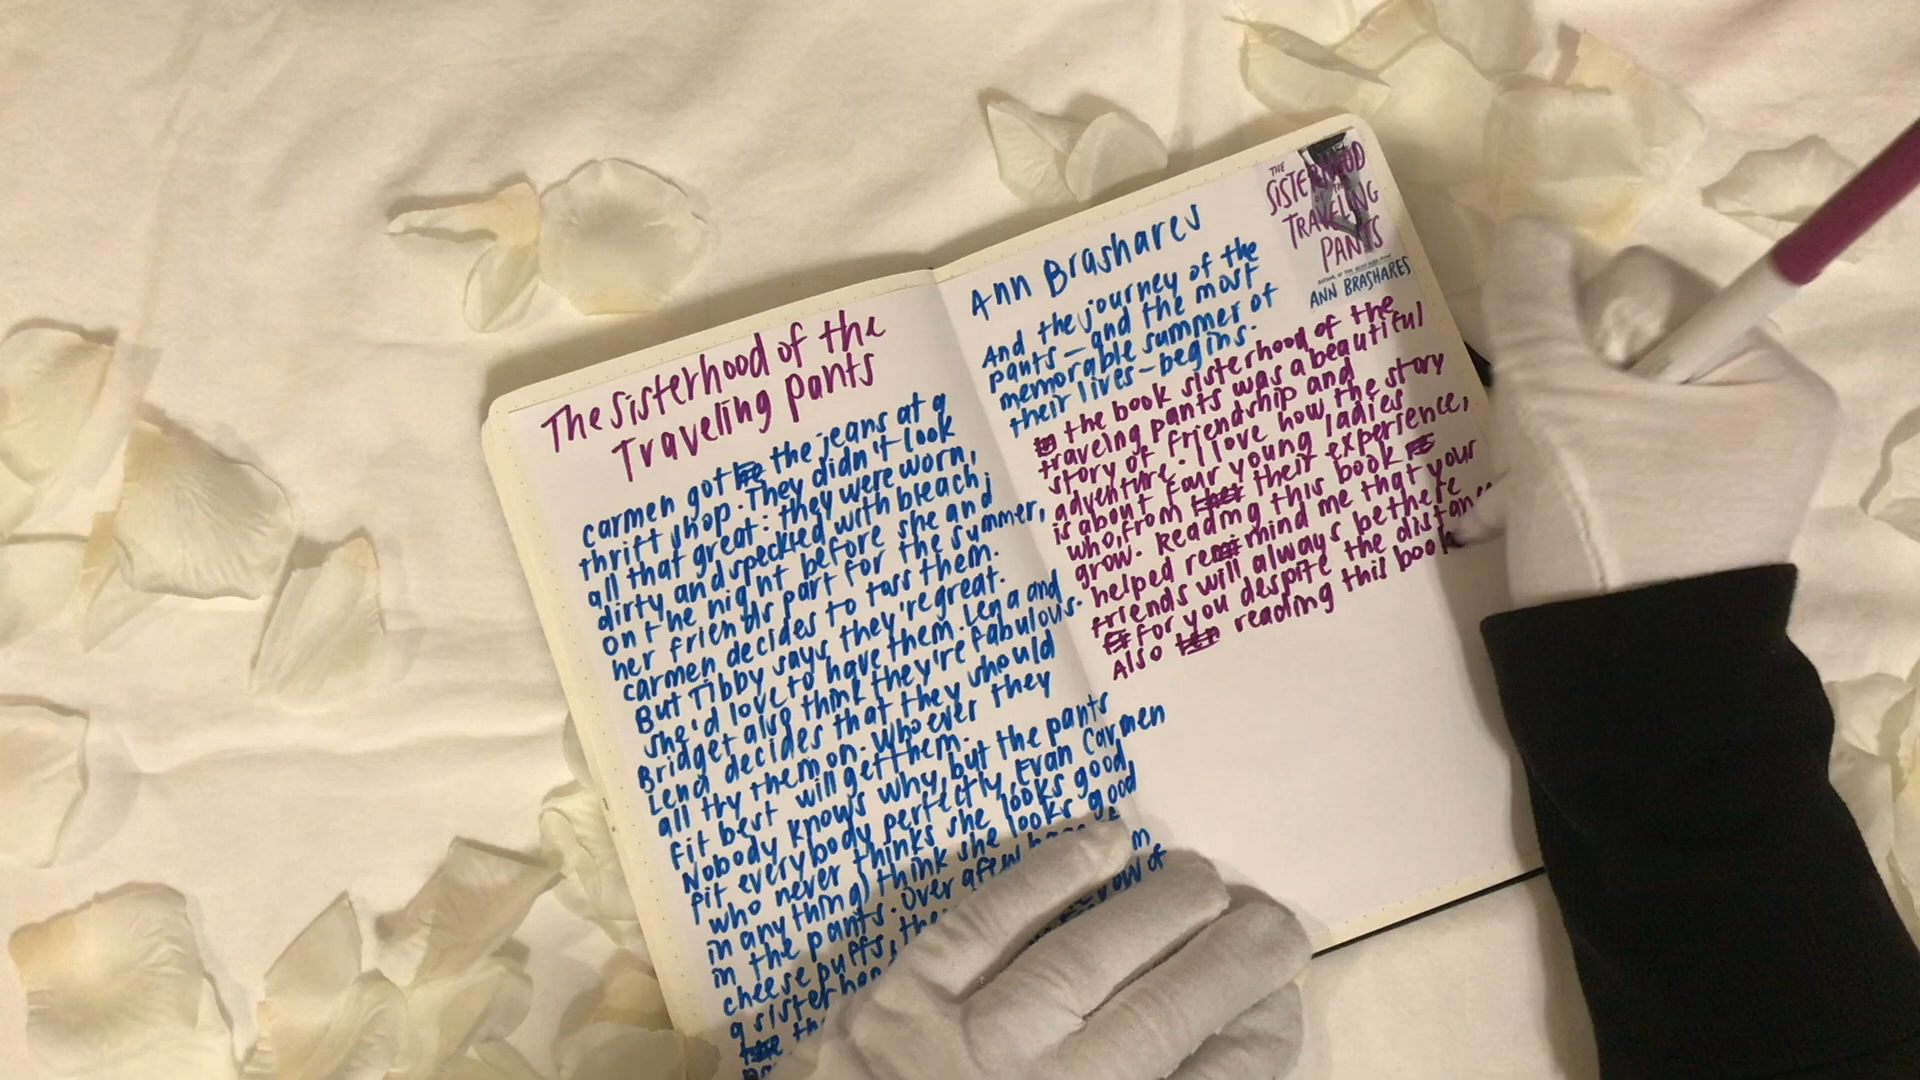 The Sisterhood of the
Traveling pants
carmen got the jeans at a
thrift shop. They didn't look
all that great: they were worn,
dirty, and speckled with bleach;
on the night before she and
her friends part for the summer,
carmen decides to toss them.
But Tibby says they're great.
she'd love to have them. Lena and
Bridget also think they're fabulous.
Lena decides that they should
all try them on. Whoever they
fit best will get them.
Nobody knows why, but the pants
fit everybody perfectly. Evan Carmen
who never thinks she looks good
in anything) think she looks good
in the pants. Over a few
cheese puffs,
a sister
Ann Brashares
And the journey of the
pants—and the most
memorable summer of
their lives—begins.
the book sisterhood of the
traveling pants was a beautiful
story of friendship and
adventure. I love how the story
is about four young ladies
who, from their experience,
grow. Reading this book
helped remind me that your
friends will always be there
for you despite the distance
Also reading this book
THE
SISTERHOOD
OF THE
TRAVELING
PANTS
ANN BRASHARES